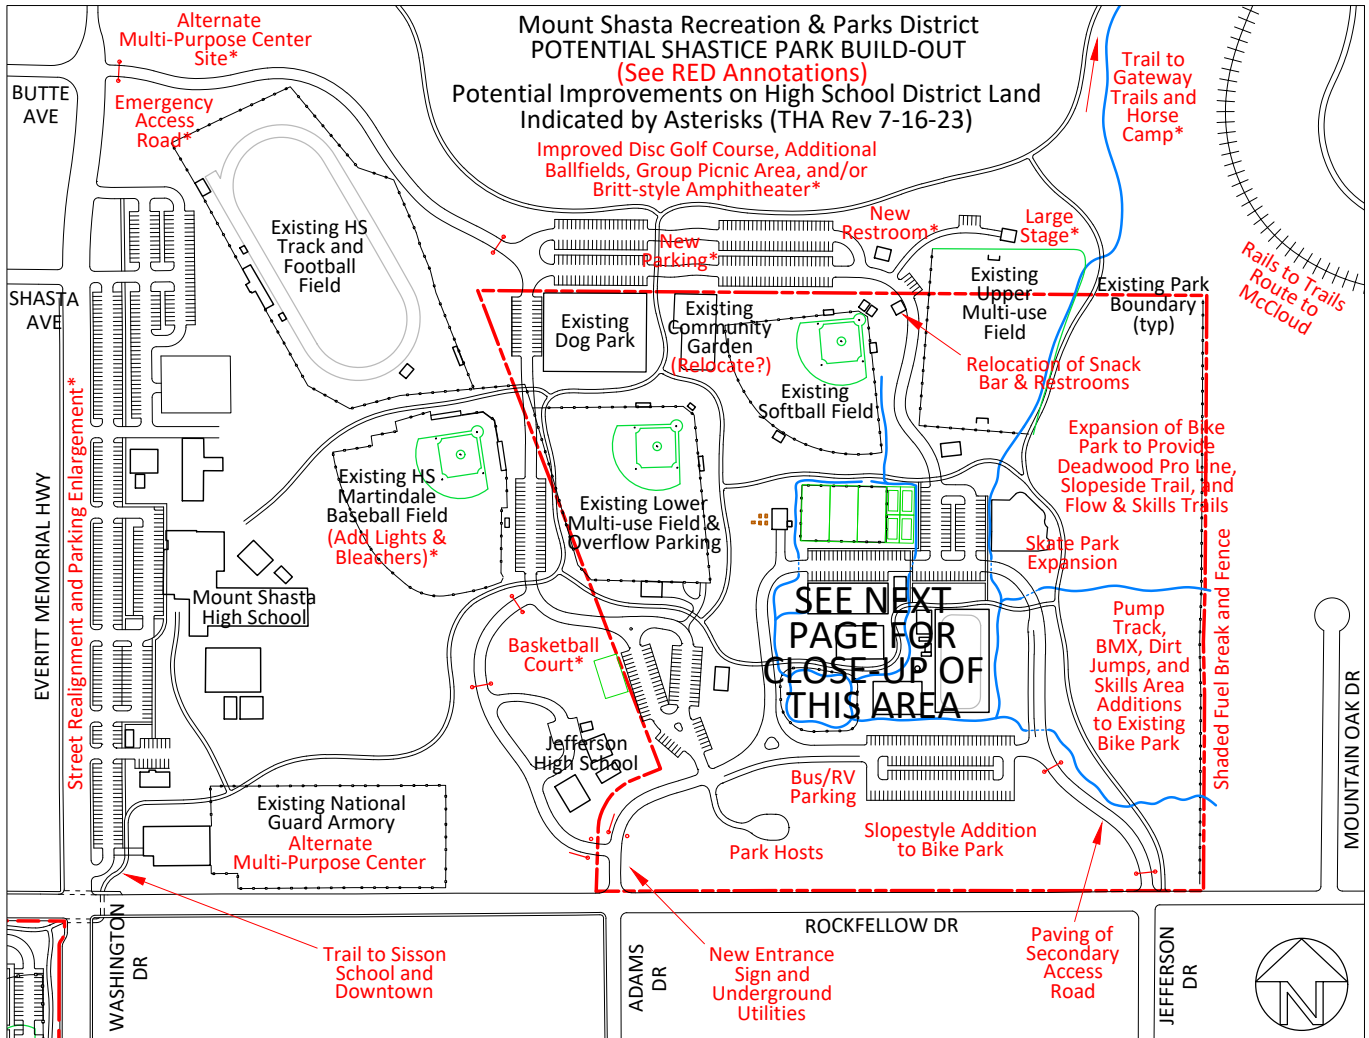 Mount Shasta Recreation & Parks District
POTENTIAL SHASTICE PARK BUILD-OUT
(See RED Annotations)
Potential Improvements on High School District Land
Indicated by Asterisks (THA Rev 7-16-23)
Improved Disc Golf Course, Additional
Ballfields, Group Picnic Area, and/or
Britt-style Amphitheater*
Alternate
Multi-Purpose Center
Site*
BUTTE
AVE
Emergency
Access
Road*
Trail to
Gateway
Trails and
Horse
Camp*
Existing HS
Track and
Football
Field
New
Parking*
New
Restroom*
Large
Stage*
Rails to Trails
Route to
McCloud
SHASTA
AVE
Existing
Dog Park
Existing
Community
Garden
(Relocate?)
Existing
Upper
Multi-use
Field
Existing Park
Boundary
(typ)
Relocation of Snack
Bar & Restrooms
Existing
Softball Field
Expansion of Bike
Park to Provide
Deadwood Pro Line,
Slopeside Trail, and
Flow & Skills Trails
EVERITT MEMORIAL HWY
Street Realignment and Parking Enlargement*
Existing HS
Martindale
Baseball Field
(Add Lights &
Bleachers)*
Existing Lower
Multi-use Field &
Overflow Parking
Skate Park
Expansion
Mount Shasta
High School
SEE NEXT
PAGE FOR
CLOSE-UP OF
THIS AREA
Pump
Track,
BMX, Dirt
Jumps, and
Skills Area
Additions
to Existing
Bike Park
Shaded Fuel Break and Fence
MOUNTAIN OAK DR
Basketball
Court*
Jefferson
High School
Bus/RV
Parking
Existing National
Guard Armory
Alternate
Multi-Purpose Center
Park Hosts
Slopestyle Addition
to Bike Park
ROCKFELLOW DR
WASHINGTON
DR
Trail to Sisson
School and
Downtown
ADAMS
DR
New Entrance
Sign and
Underground
Utilities
Paving of
Secondary
Access
Road
JEFFERSON
DR
N